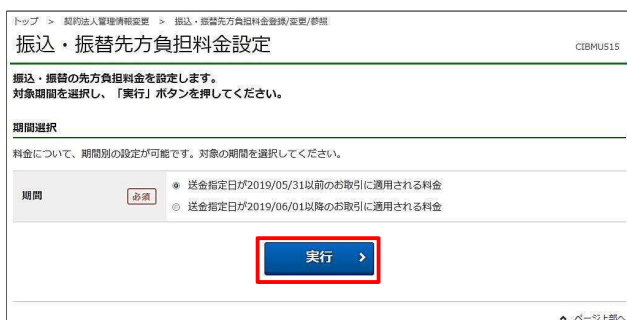 トップ > 契約法人管理情報変更 > 振込・振替先方負担料金登録/変更/参照
振込・振替先方負担料金設定
CIBMU515
振込・振替の先方負担料金を設定します。
対象期間を選択し、「実行」ボタンを押してください。
期間選択
料金について、期間別の設定が可能です。対象の期間を選択してください。
期間 必須
送金指定日が2019/05/31以前のお取引に適用される料金
送金指定日が2019/06/01以降のお取引に適用される料金
実行
ページ上部へ